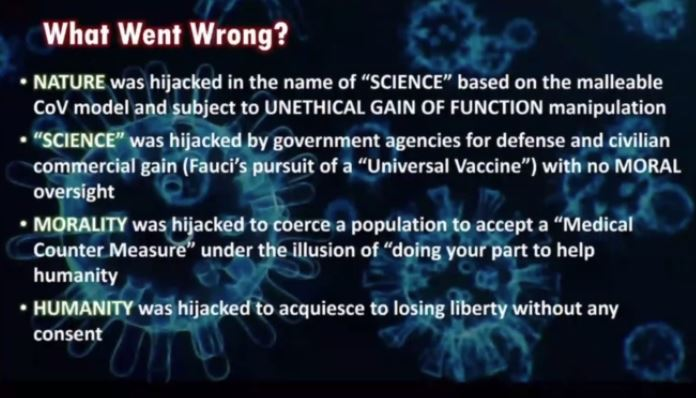 What Went Wrong?
• NATURE was hijacked in the name of “SCIENCE” based on the malleable
CoV model and subject to UNETHICAL GAIN OF FUNCTION manipulation
• “SCIENCE” was hijacked by government agencies for defense and civilian
commercial gain (Fauci’s pursuit of a “Universal Vaccine”) with no MORAL
oversight
• MORALITY was hijacked to coerce a population to accept a “Medical
Counter Measure” under the illusion of “doing your part to help
humanity
• HUMANITY was hijacked to acquiesce to losing liberty without any
consent